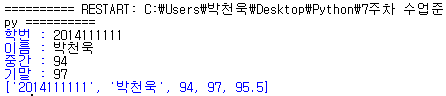 ========== RESTART: C:\Users\박천욱\Desktop\Python\7주차 수업준
py ==========
학번 : 2014111111
이름 : 박천욱
중간 : 94
기말 : 97
['2014111111', '박천욱', 94, 97, 95.5]